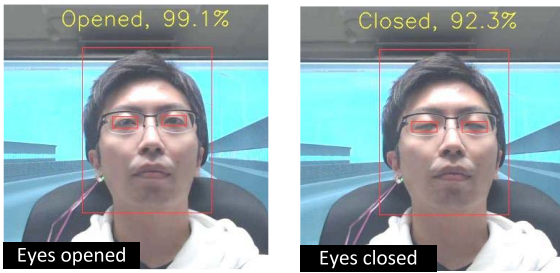 Opened, 99.1%
Closed, 92.3%
Eyes opened
Eyes closed